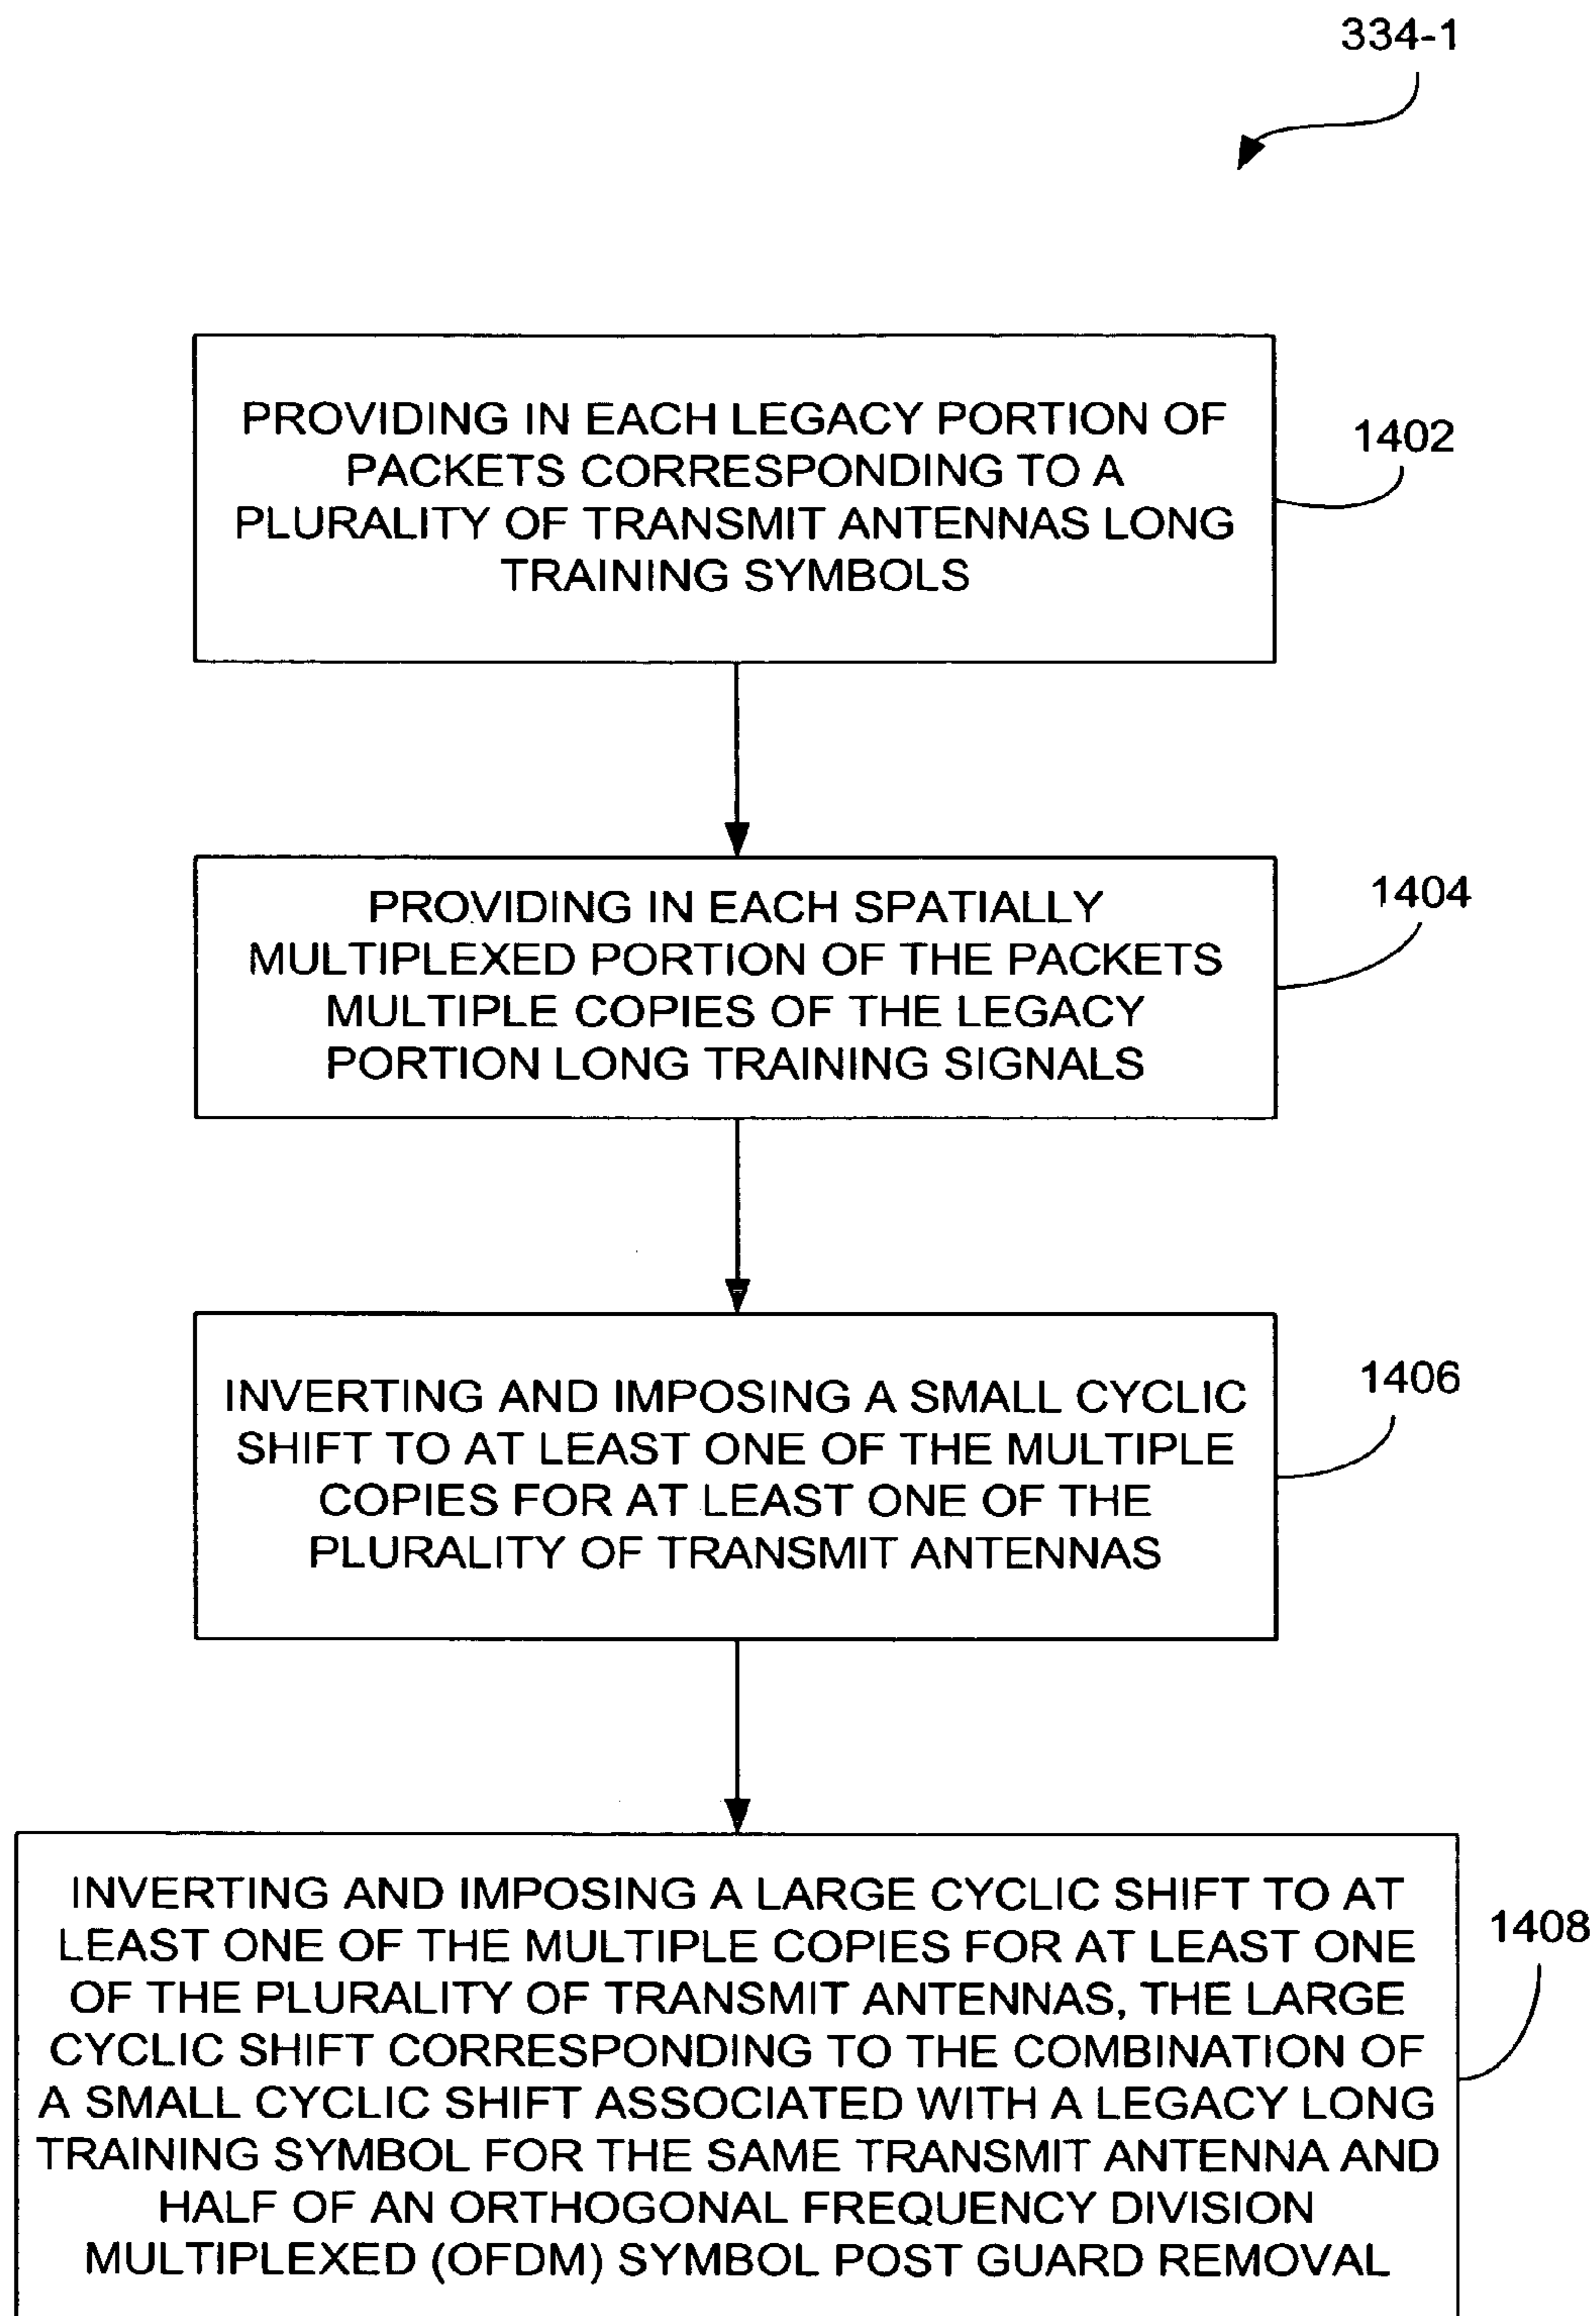 334-1
PROVIDING IN EACH LEGACY PORTION OF
PACKETS CORRESPONDING TO A
PLURALITY OF TRANSMIT ANTENNAS LONG
TRAINING SYMBOLS
1402
PROVIDING IN EACH SPATIALLY
MULTIPLEXED PORTION OF THE PACKETS
MULTIPLE COPIES OF THE LEGACY
PORTION LONG TRAINING SIGNALS
1404
INVERTING AND IMPOSING A SMALL CYCLIC
SHIFT TO AT LEAST ONE OF THE MULTIPLE
COPIES FOR AT LEAST ONE OF THE
PLURALITY OF TRANSMIT ANTENNAS
1406
INVERTING AND IMPOSING A LARGE CYCLIC SHIFT TO AT
LEAST ONE OF THE MULTIPLE COPIES FOR AT LEAST ONE
OF THE PLURALITY OF TRANSMIT ANTENNAS, THE LARGE
CYCLIC SHIFT CORRESPONDING TO THE COMBINATION OF
A SMALL CYCLIC SHIFT ASSOCIATED WITH A LEGACY LONG
TRAINING SYMBOL FOR THE SAME TRANSMIT ANTENNA AND
HALF OF AN ORTHOGONAL FREQUENCY DIVISION
MULTIPLEXED (OFDM) SYMBOL POST GUARD REMOVAL
1408